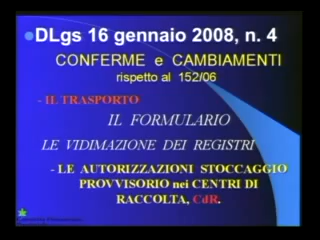 DLgs 16 gennaio 2008, n. 4
CONFERME e CAMBIAMENTI
rispetto al 152/06
- IL TRASPORTO
IL FORMULARIO
LE VIDIMAZIONE DEI REGISTRI
- LE AUTORIZZAZIONI STOCCAGGIO
PROVVISORIO nei CENTRI DI
RACCOLTA, CdR.